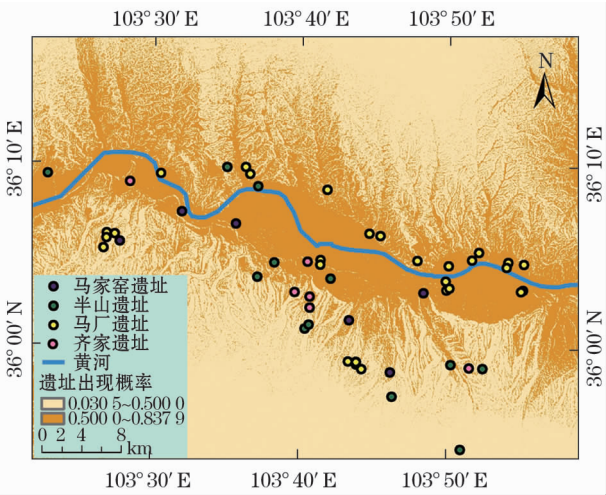 103° 30′ E
103° 40′ E
103° 50′ E
N
36° 10′ E
36° 10′ E
马家窑遗址
半山遗址
马厂遗址
齐家遗址
黄河
遗址出现概率
0.030 5~0.500 0
0.500 0~0.837 9
0 2 4 8
km
36° 00′ N
36° 00′ N
103° 30′ E
103° 40′ E
103° 50′ E